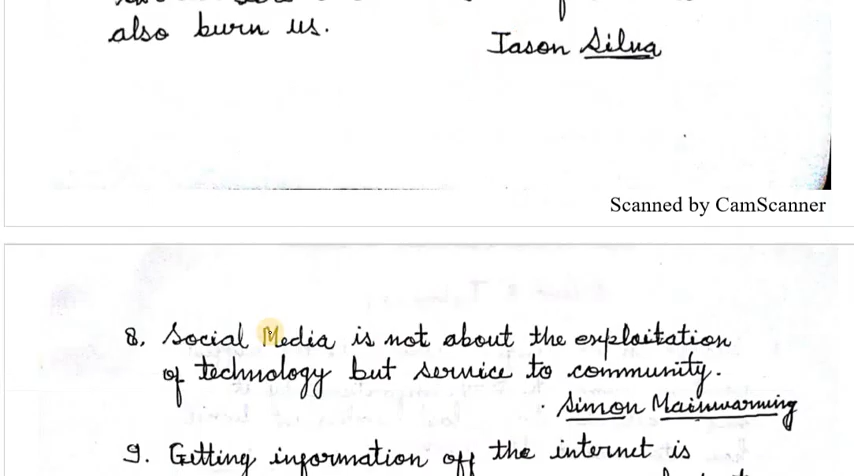 also burn us.
Jason Silva
Scanned by CamScanner
8. Social Media is not about the exploitation
of technology but service to community.
Simon Mainwarming
9. Getting information off the internet is